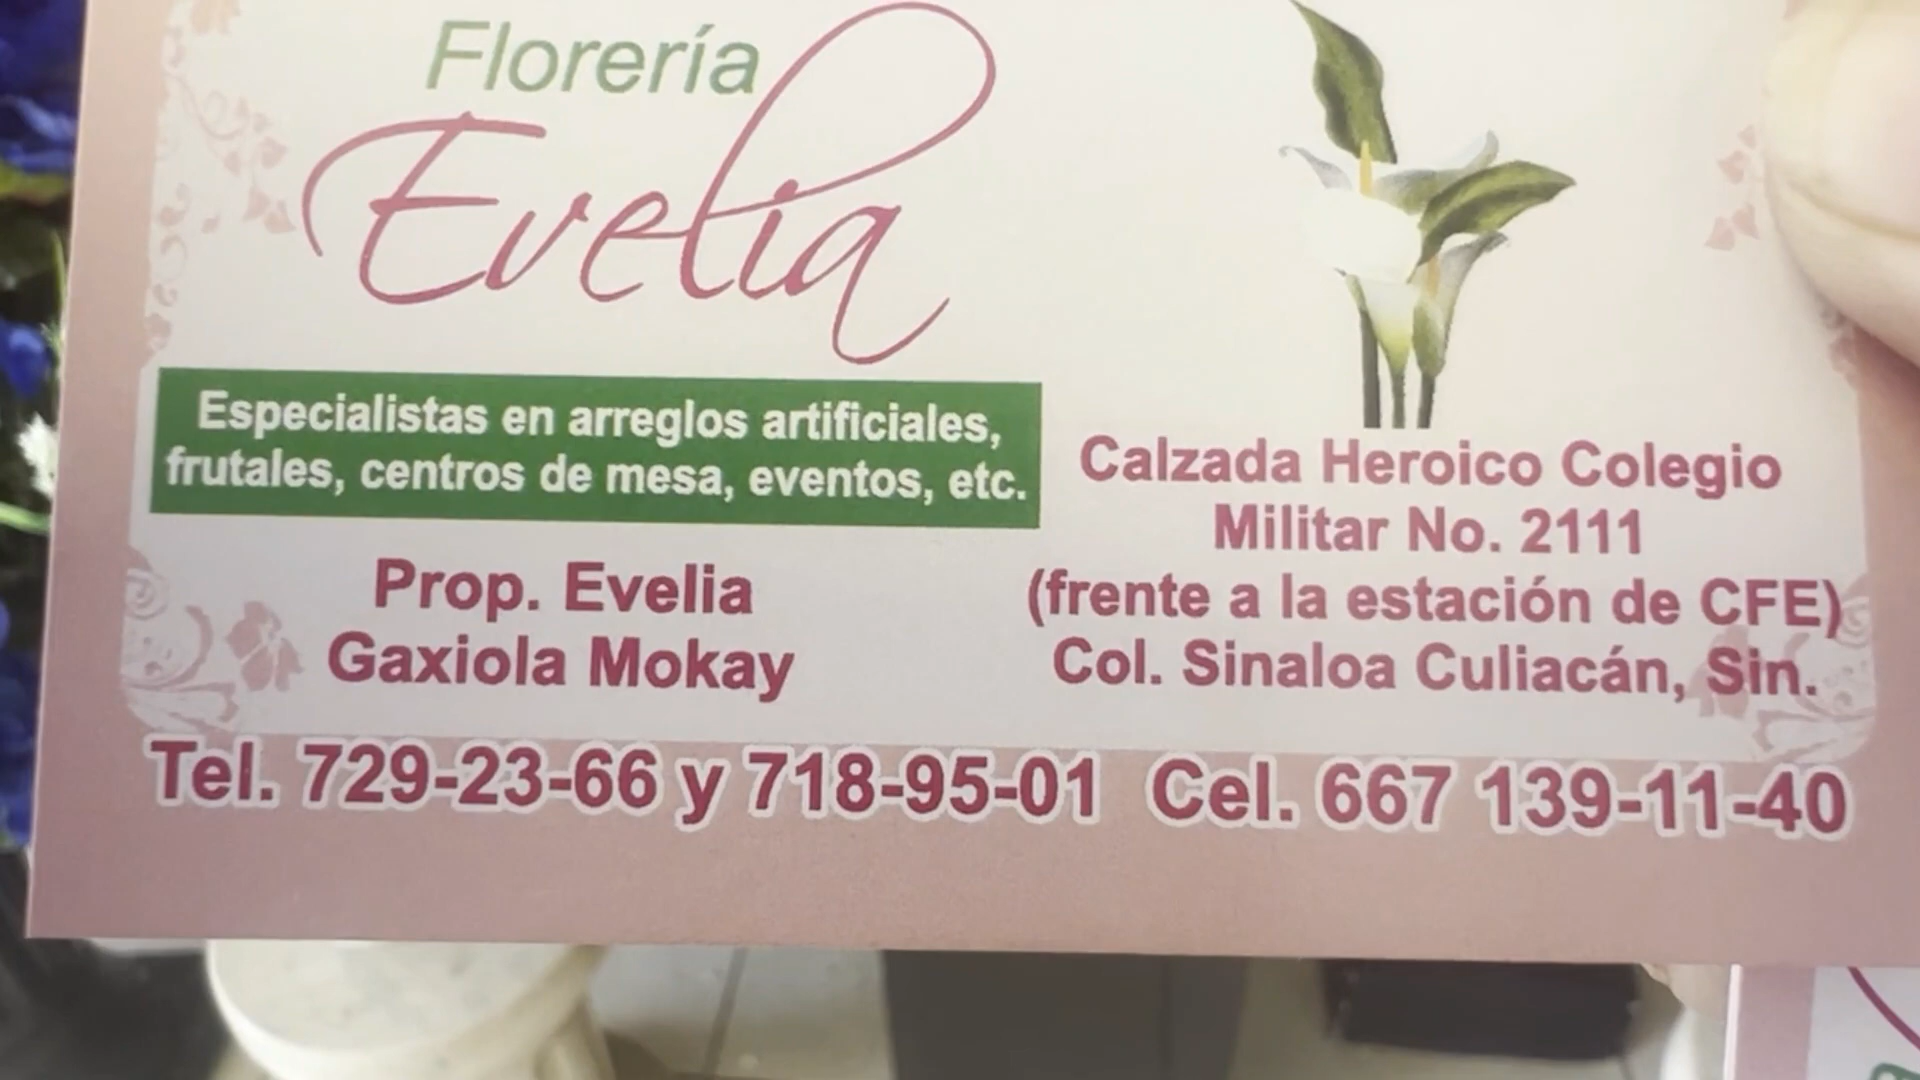 Florería
Evelia
Especialistas en arreglos artificiales,
frutales, centros de mesa, eventos, etc.
Prop. Evelia
Gaxiola Mokay
Calzada Heroico Colegio
Militar No. 2111
(frente a la estación de CFE)
Col. Sinaloa Culiacán, Sin.
Tel. 729-23-66 y 718-95-01 Cel. 667 139-11-40